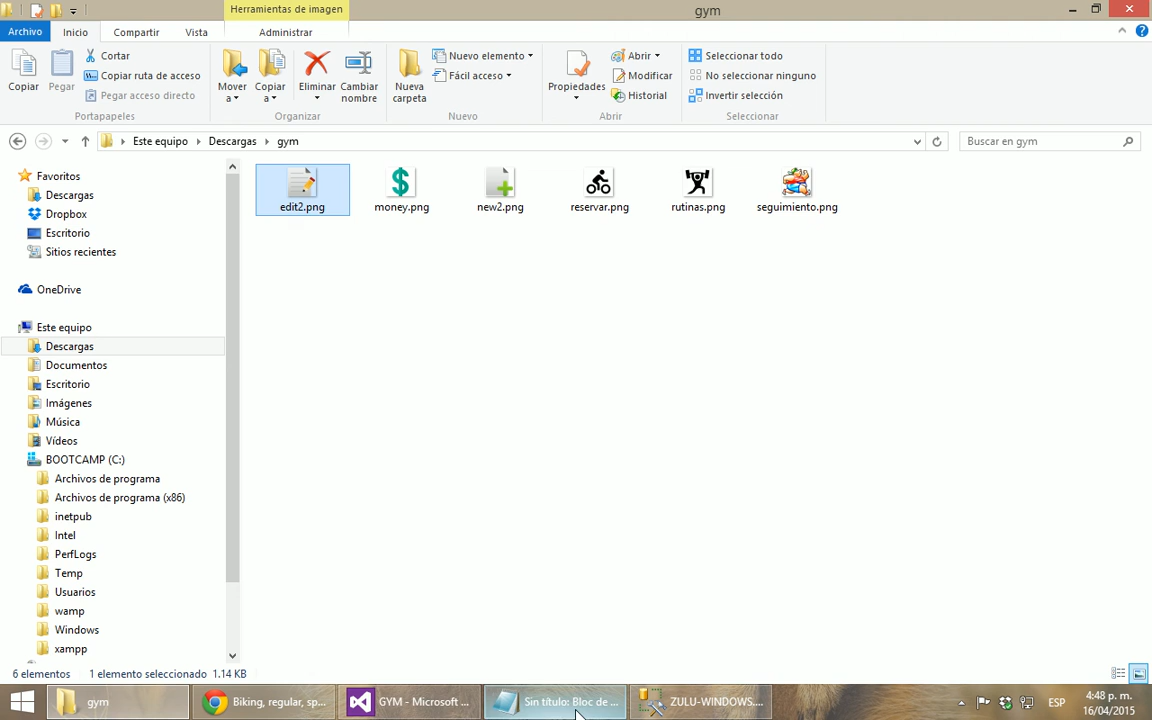 Herramientas de imagen
gym
Archivo Inicio Compartir Vista Administrar
Copiar
Pegar
Cortar
Copiar ruta de acceso
Pegar acceso directo
Portapapeles
Mover a
Copiar a
Eliminar
Cambiar nombre
Organizar
Nueva carpeta
Nuevo elemento
Fácil acceso
Nuevo
Propiedades
Abrir
Modificar
Historial
Abrir
Seleccionar todo
No seleccionar ninguno
Invertir selección
Seleccionar
Este equipo Descargas gym
Buscar en gym
Favoritos
Descargas
Dropbox
Escritorio
Sitios recientes
OneDrive
Este equipo
Descargas
Documentos
Escritorio
Imágenes
Música
Vídeos
BOOTCAMP (C:)
Archivos de programa
Archivos de programa (x86)
inetpub
Intel
PerfLogs
Temp
Usuarios
wamp
Windows
xampp
edit2.png
money.png
new2.png
reservar.png
rutinas.png
seguimiento.png
6 elementos 1 elemento seleccionado 1.14 KB
gym
Biking, regular, sp...
GYM - Microsoft ...
Sin título: Bloc de ...
ZULU-WINDOWS....
ESP
4:48 p. m.
16/04/2015